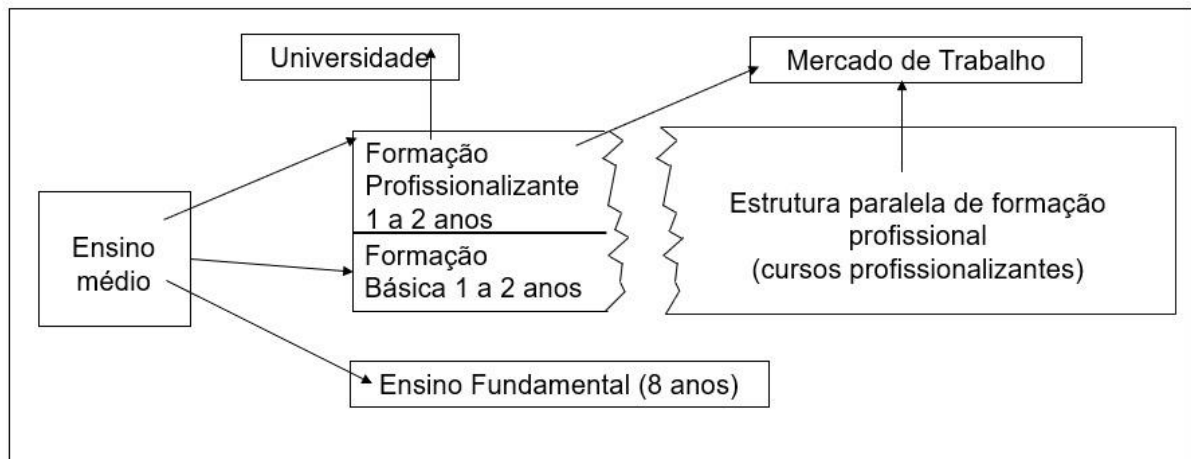 Universidade
Mercado de Trabalho
Formação
Profissionalizante
1 a 2 anos
Estrutura paralela de formação
profissional
(cursos profissionalizantes)
Ensino
médio
Formação
Básica 1 a 2 anos
Ensino Fundamental (8 anos)